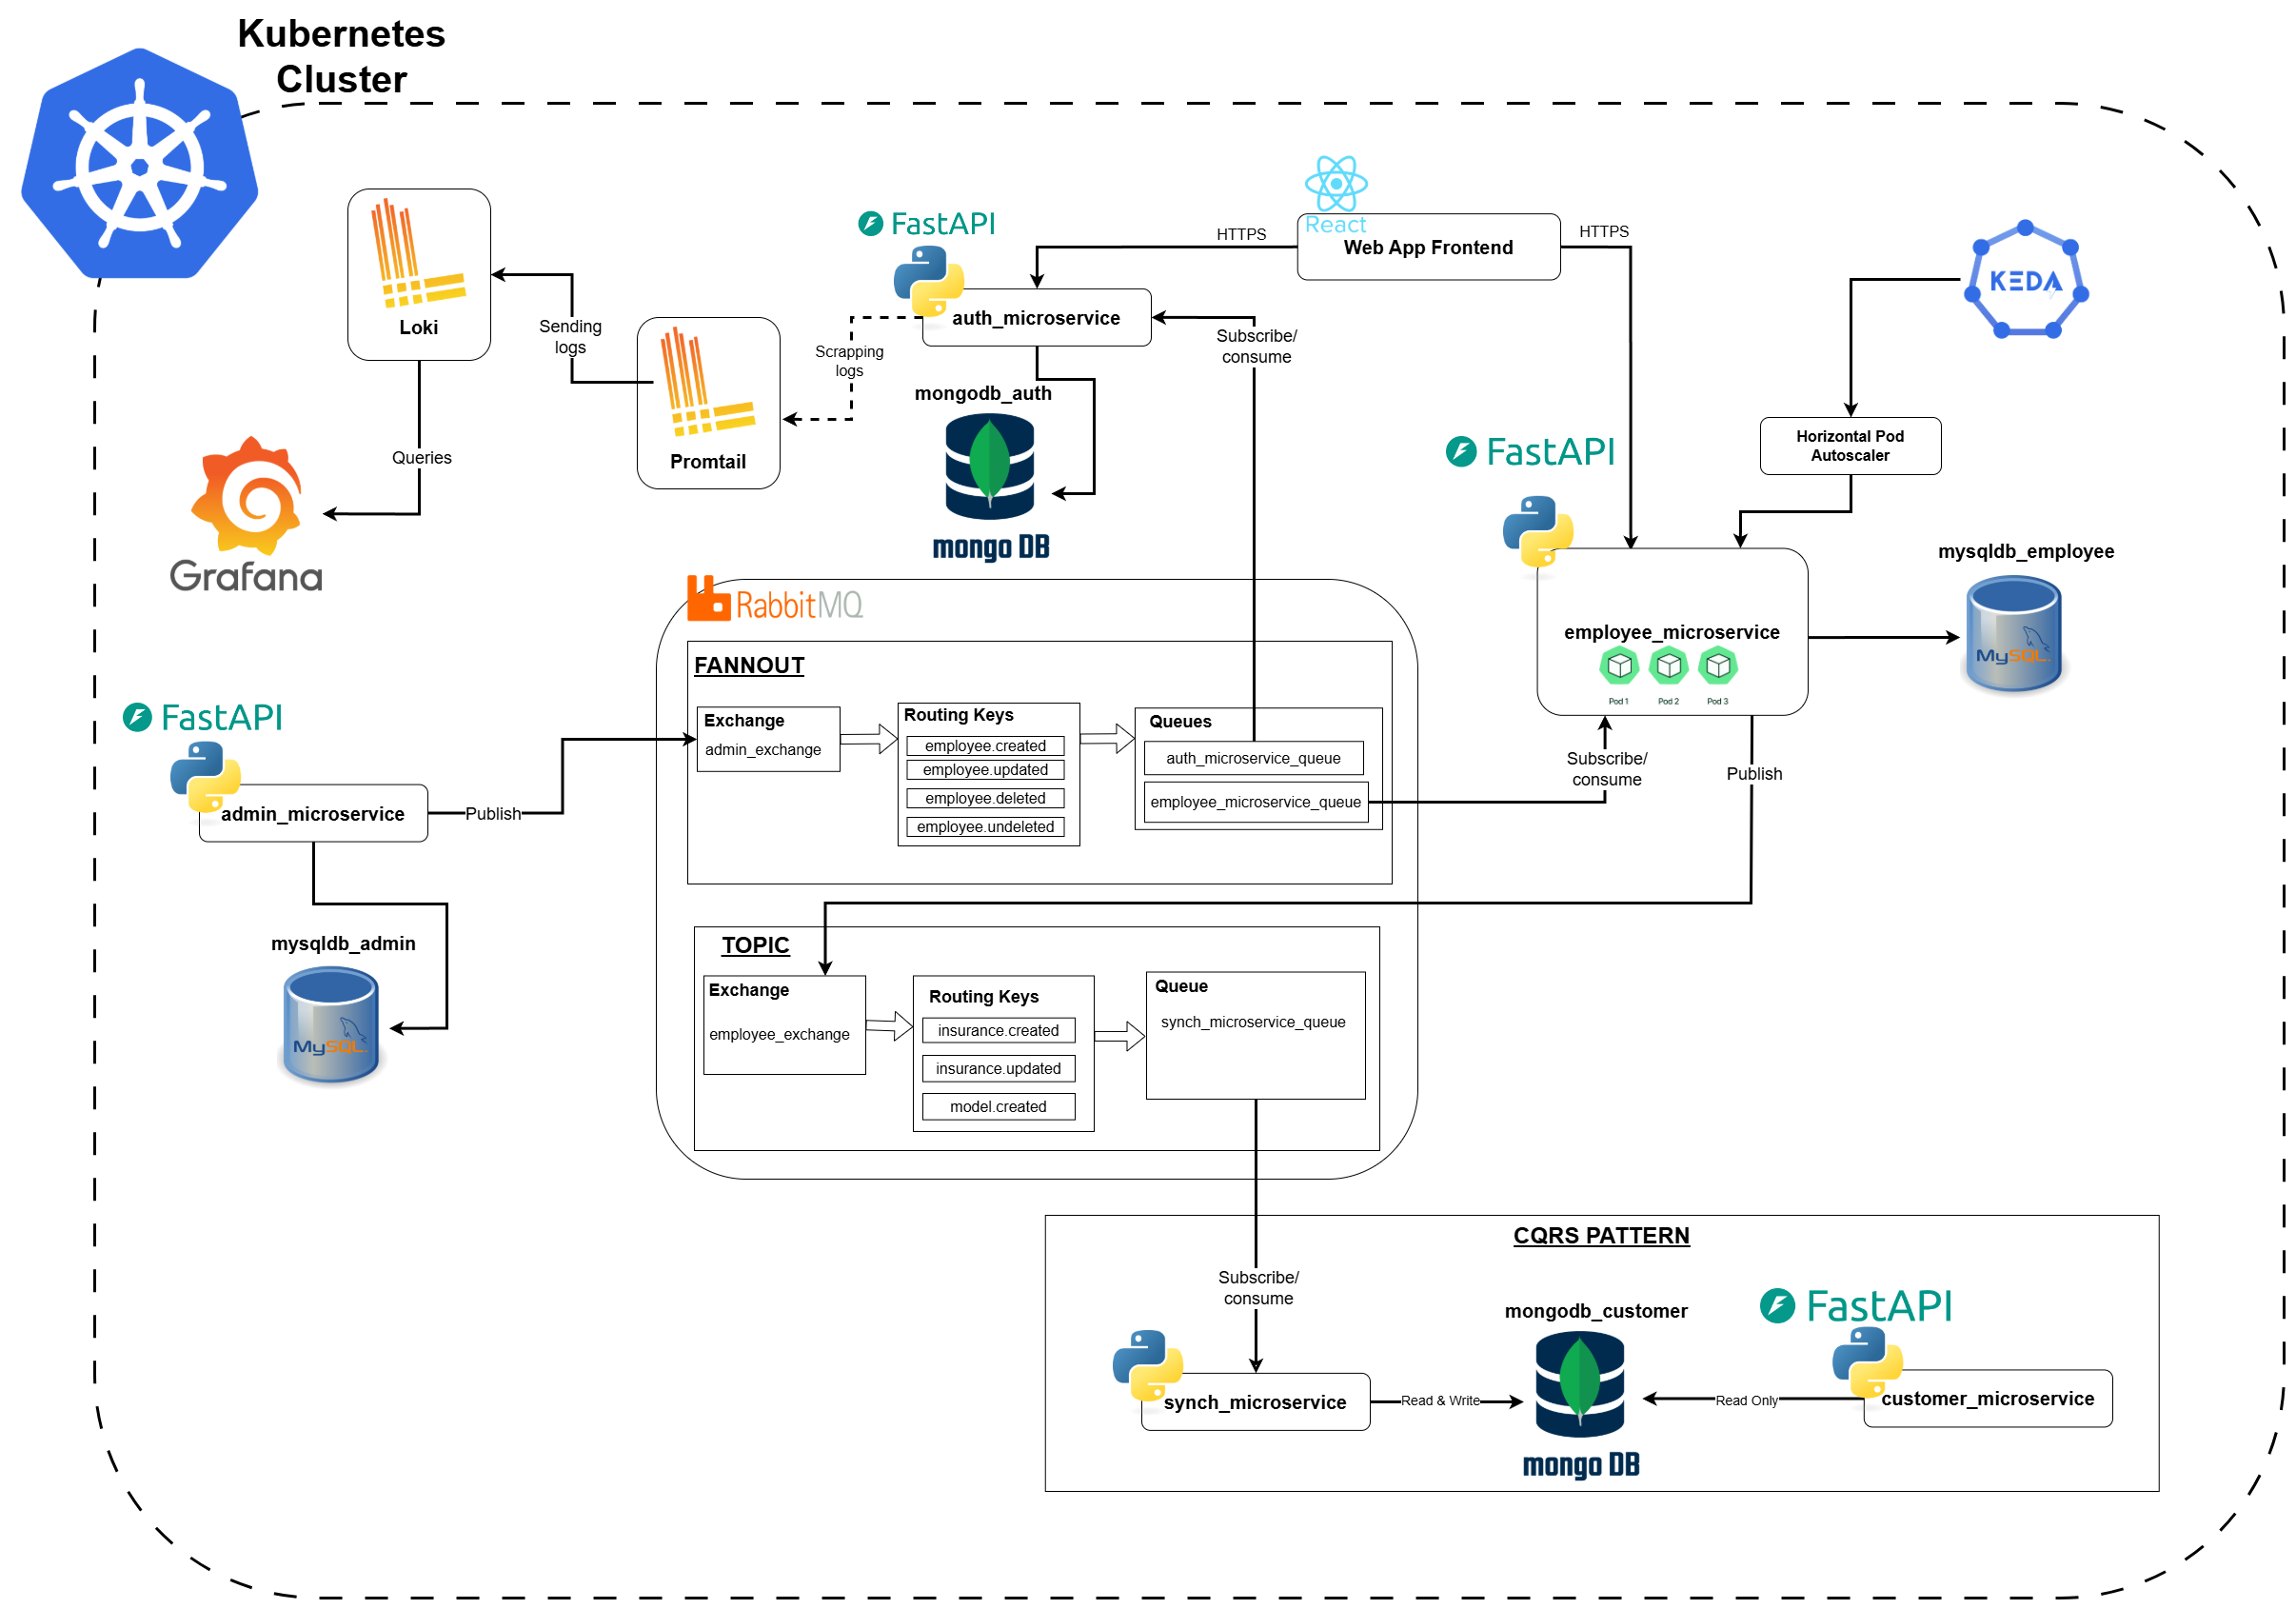 Kubernetes
Cluster
React
Web App Frontend
HTTPS
HTTPS
FastAPI
auth_microservice
Subscribe/
consume
Scrapping
logs
mongodb_auth
mongo DB
Loki
Sending
logs
Promtail
Queries
Grafana
KEDA
Horizontal Pod
Autoscaler
FastAPI
employee_microservice
Pod 1
Pod 2
Pod 3
mysqldb_employee
MySQL
Subscribe/
consume
Publish
RabbitMQ
FANNOUT
Exchange
admin_exchange
Routing Keys
employee.created
employee.updated
employee.deleted
employee.undeleted
Queues
auth_microservice_queue
employee_microservice_queue
FastAPI
admin_microservice
Publish
mysqldb_admin
MySQL
TOPIC
Exchange
employee_exchange
Routing Keys
insurance.created
insurance.updated
model.created
Queue
synch_microservice_queue
CQRS PATTERN
Subscribe/
consume
synch_microservice
Read & Write
mongodb_customer
mongo DB
Read Only
FastAPI
customer_microservice